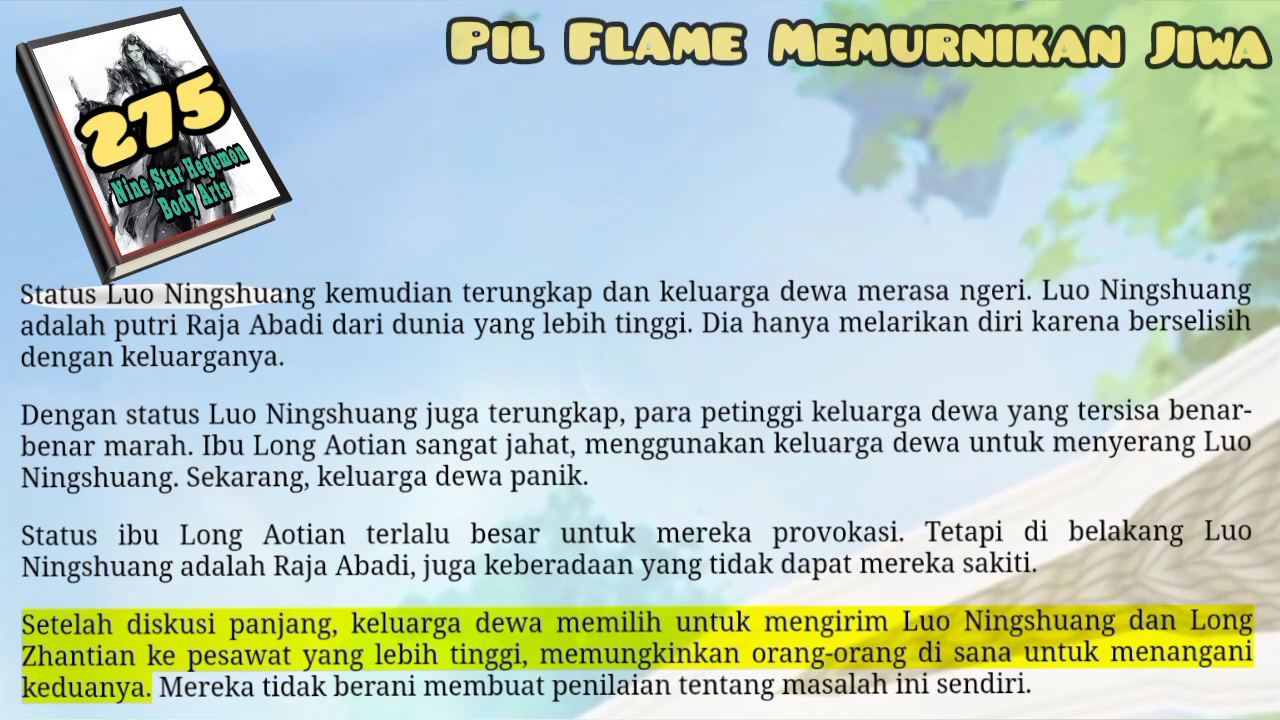 Pil Flame Memurnikan Jiwa
275
Nine Star Hegemon
Body Arts
Status Luo Ningshuang kemudian terungkap dan keluarga dewa merasa ngeri. Luo Ningshuang
adalah putri Raja Abadi dari dunia yang lebih tinggi. Dia hanya melarikan diri karena berselisih
dengan keluarganya.
Dengan status Luo Ningshuang juga terungkap, para petinggi keluarga dewa yang tersisa benar-
benar marah. Ibu Long Aotian sangat jahat, menggunakan keluarga dewa untuk menyerang Luo
Ningshuang. Sekarang, keluarga dewa panik.
Status ibu Long Aotian terlalu besar untuk mereka provokasi. Tetapi di belakang Luo
Ningshuang adalah Raja Abadi, juga keberadaan yang tidak dapat mereka sakiti.
Setelah diskusi panjang, keluarga dewa memilih untuk mengirim Luo Ningshuang dan Long
Zhantian ke pesawat yang lebih tinggi, memungkinkan orang-orang di sana untuk menangani
keduanya. Mereka tidak berani membuat penilaian tentang masalah ini sendiri.